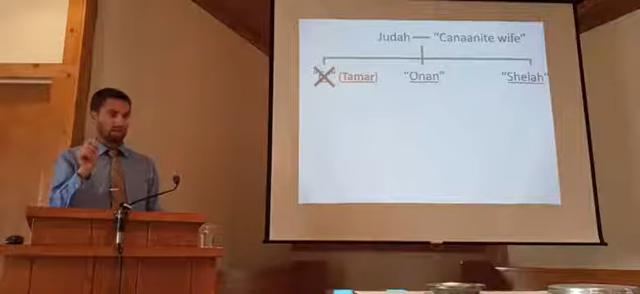 Judah — "Canaanite wife"
(Tamar) "Onan" "Shelah"